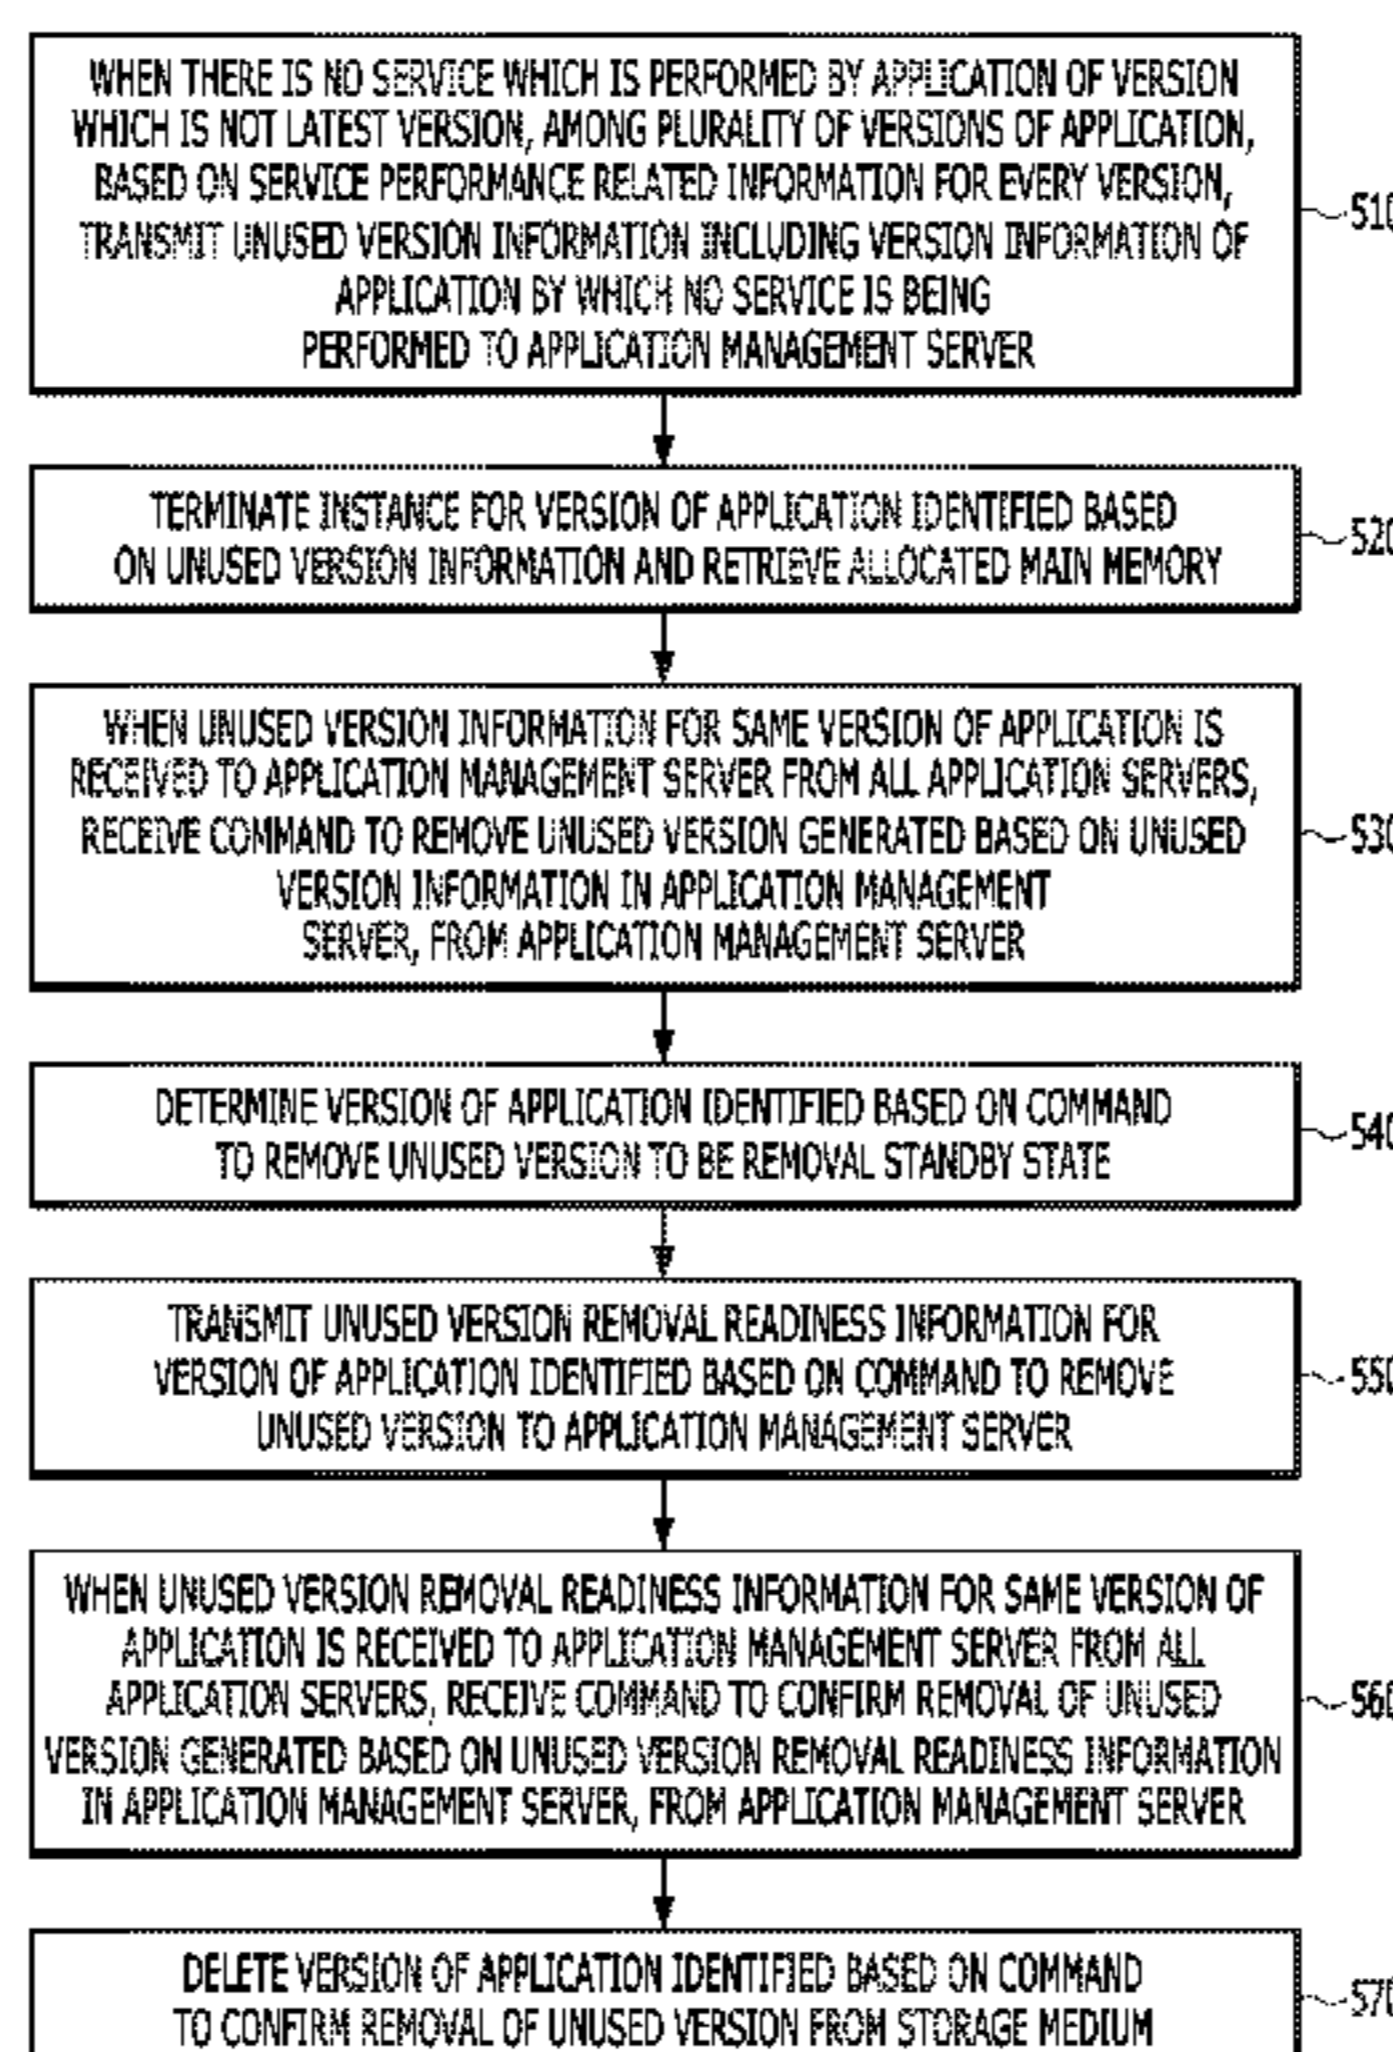 WHEN THERE IS NO SERVICE WHICH IS PERFORMED BY APPLICATION OF VERSION
WHICH IS NOT LATEST VERSION, AMONG PLURALITY OF VERSIONS OF APPLICATION,
BASED ON SERVICE PERFORMANCE RELATED INFORMATION FOR EVERY VERSION,
TRANSMIT UNUSED VERSION INFORMATION INCLUDING VERSION INFORMATION OF
APPLICATION BY WHICH NO SERVICE IS BEING
PERFORMED TO APPLICATION MANAGEMENT SERVER
510
TERMINATE INSTANCE FOR VERSION OF APPLICATION IDENTIFIED BASED
ON UNUSED VERSION INFORMATION AND RETRIEVE ALLOCATED MAIN MEMORY
520
WHEN UNUSED VERSION INFORMATION FOR SAME VERSION OF APPLICATION IS
RECEIVED TO APPLICATION MANAGEMENT SERVER FROM ALL APPLICATION SERVERS,
RECEIVE COMMAND TO REMOVE UNUSED VERSION GENERATED BASED ON UNUSED
VERSION INFORMATION IN APPLICATION MANAGEMENT
SERVER, FROM APPLICATION MANAGEMENT SERVER
530
DETERMINE VERSION OF APPLICATION IDENTIFIED BASED ON COMMAND
TO REMOVE UNUSED VERSION TO BE REMOVAL STANDBY STATE
540
TRANSMIT UNUSED VERSION REMOVAL READINESS INFORMATION FOR
VERSION OF APPLICATION IDENTIFIED BASED ON COMMAND TO REMOVE
UNUSED VERSION TO APPLICATION MANAGEMENT SERVER
550
WHEN UNUSED VERSION REMOVAL READINESS INFORMATION FOR SAME VERSION OF
APPLICATION IS RECEIVED TO APPLICATION MANAGEMENT SERVER FROM ALL
APPLICATION SERVERS, RECEIVE COMMAND TO CONFIRM REMOVAL OF UNUSED
VERSION GENERATED BASED ON UNUSED VERSION REMOVAL READINESS INFORMATION
IN APPLICATION MANAGEMENT SERVER, FROM APPLICATION MANAGEMENT SERVER
560
DELETE VERSION OF APPLICATION IDENTIFIED BASED ON COMMAND
TO CONFIRM REMOVAL OF UNUSED VERSION FROM STORAGE MEDIUM
570